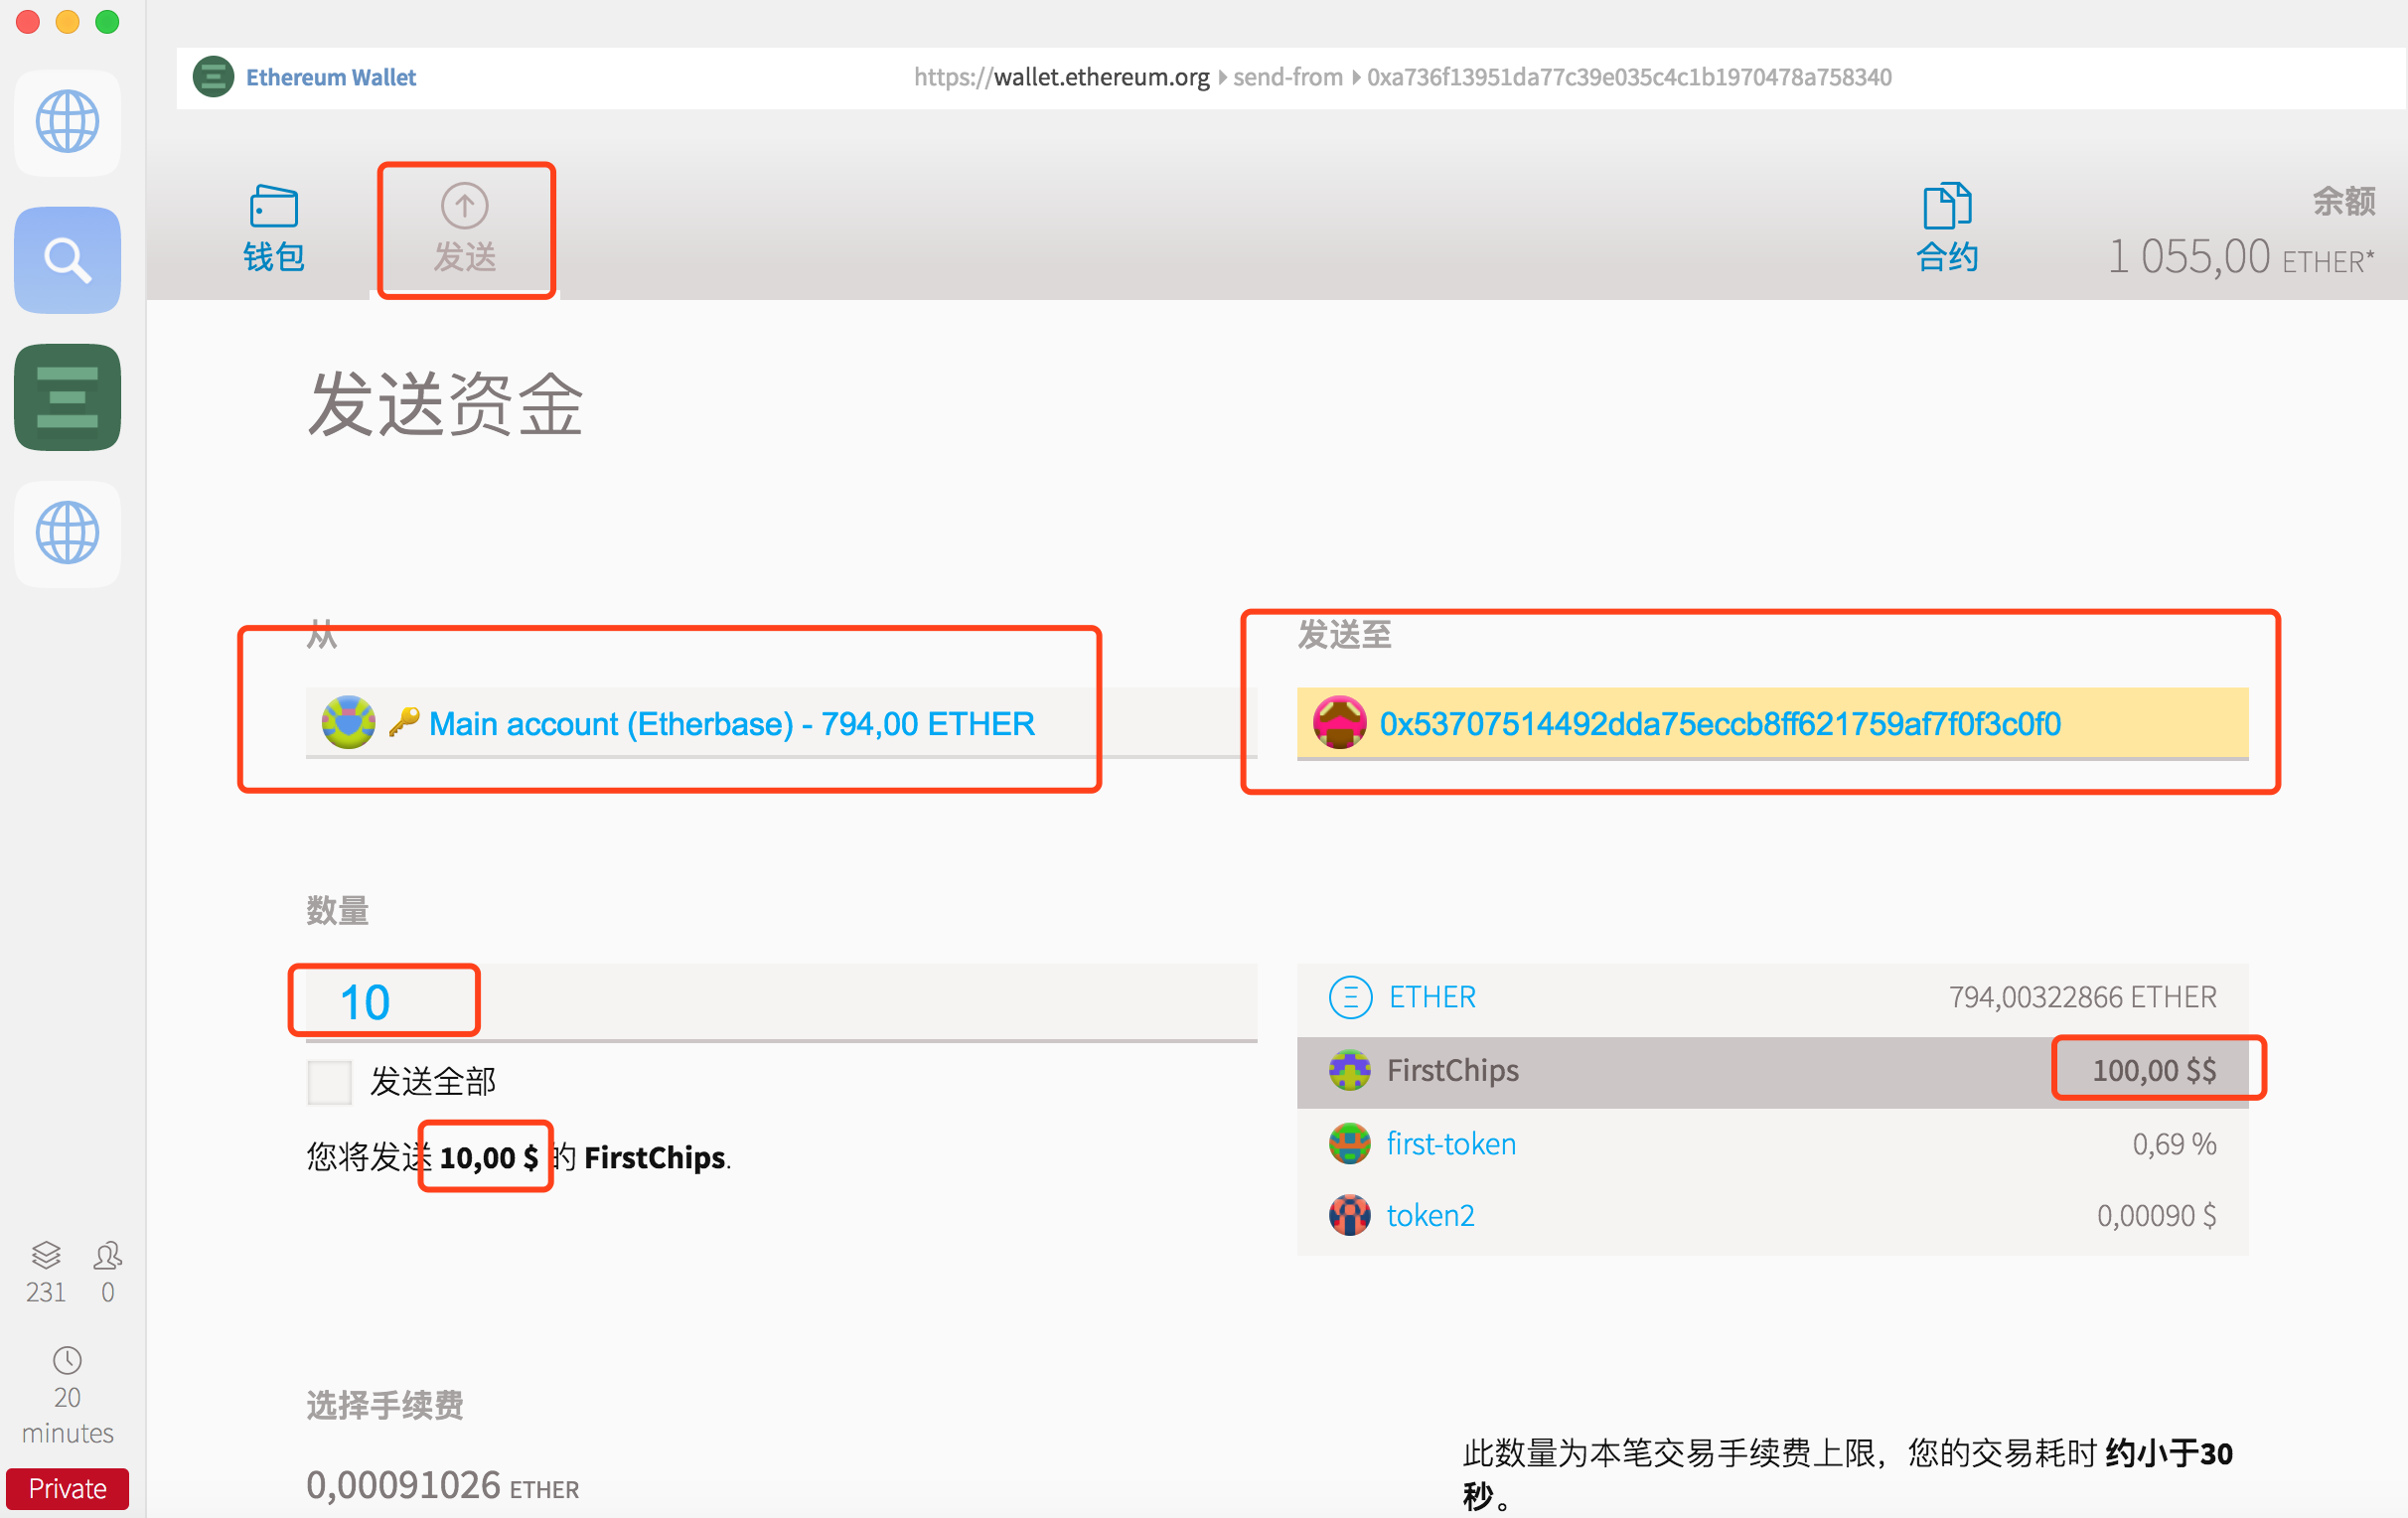 Ethereum Wallet
https://wallet.ethereum.org ▸ send-from ▸ 0xa736f13951da77c39e035c4c1b1970478a758340
钱包
发送
合约
余额
1 055,00 ETHER*
发送资金
从
发送至
Main account (Etherbase) - 794,00 ETHER
0x53707514492dda75eccb8ff621759af7f0f3c0f0
数量
10
发送全部
您将发送 10,00 $ 的 FirstChips.
ETHER 794,00322866 ETHER
FirstChips 100,00 $$
first-token 0,69 %
token2 0,00090 $
选择手续费
0,00091026 ETHER
此数量为本笔交易手续费上限，您的交易耗时 约小于30
秒。
231 0
20
minutes
Private